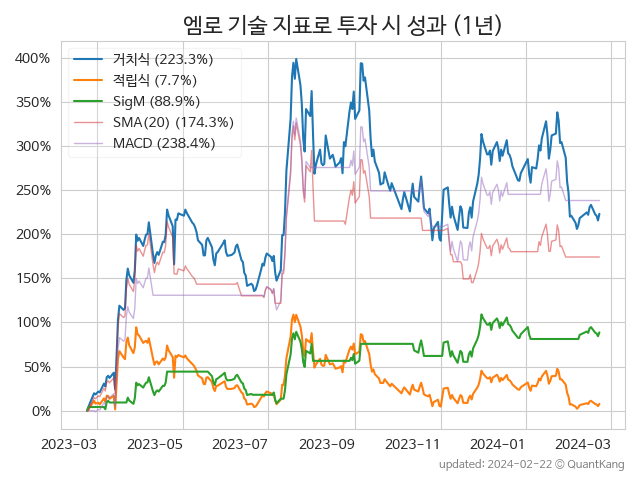 엠로 기술 지표로 투자 시 성과 (1년)
거치식 (223.3%)
적립식 (7.7%)
SigM (88.9%)
SMA(20) (174.3%)
MACD (238.4%)
400%
350%
300%
250%
200%
150%
100%
50%
0%
2023-03 2023-05 2023-07 2023-09 2023-11 2024-01 2024-03
updated: 2024-02-22 © QuantKang